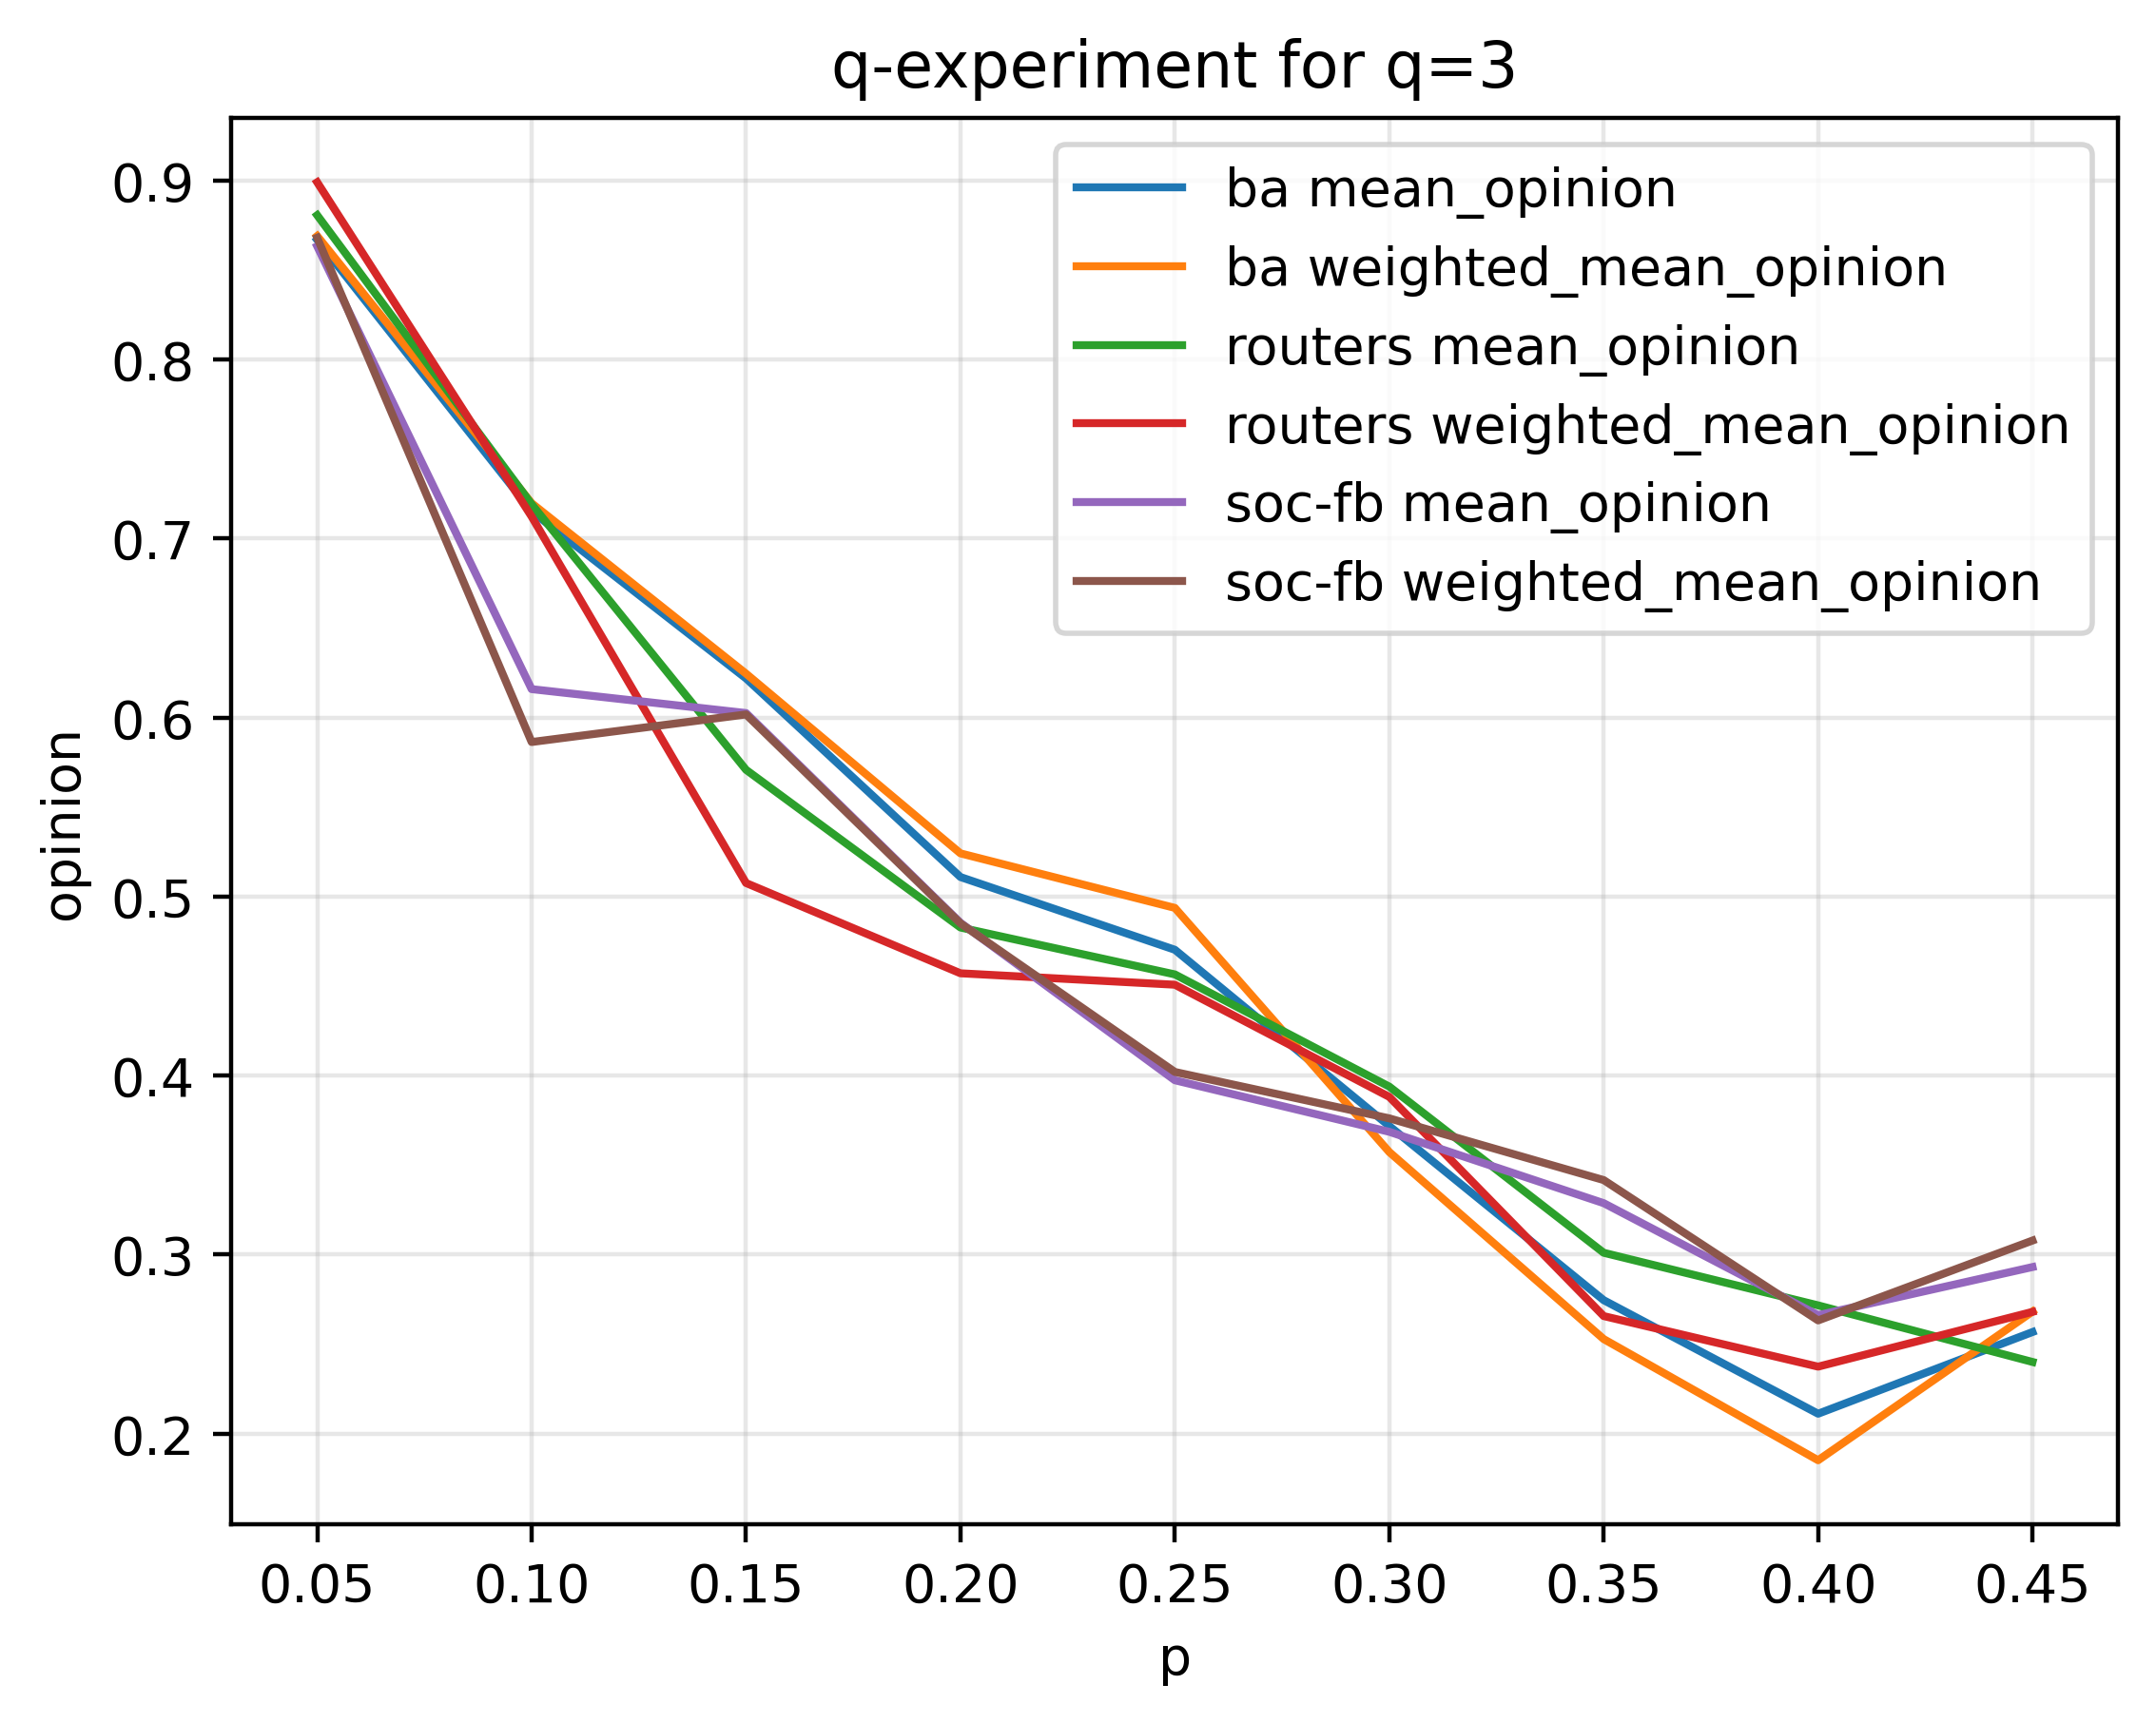 q-experiment for q=3
ba mean_opinion
ba weighted_mean_opinion
routers mean_opinion
routers weighted_mean_opinion
soc-fb mean_opinion
soc-fb weighted_mean_opinion
opinion
0.9
0.8
0.7
0.6
0.5
0.4
0.3
0.2
0.05 0.10 0.15 0.20 0.25 0.30 0.35 0.40 0.45
p